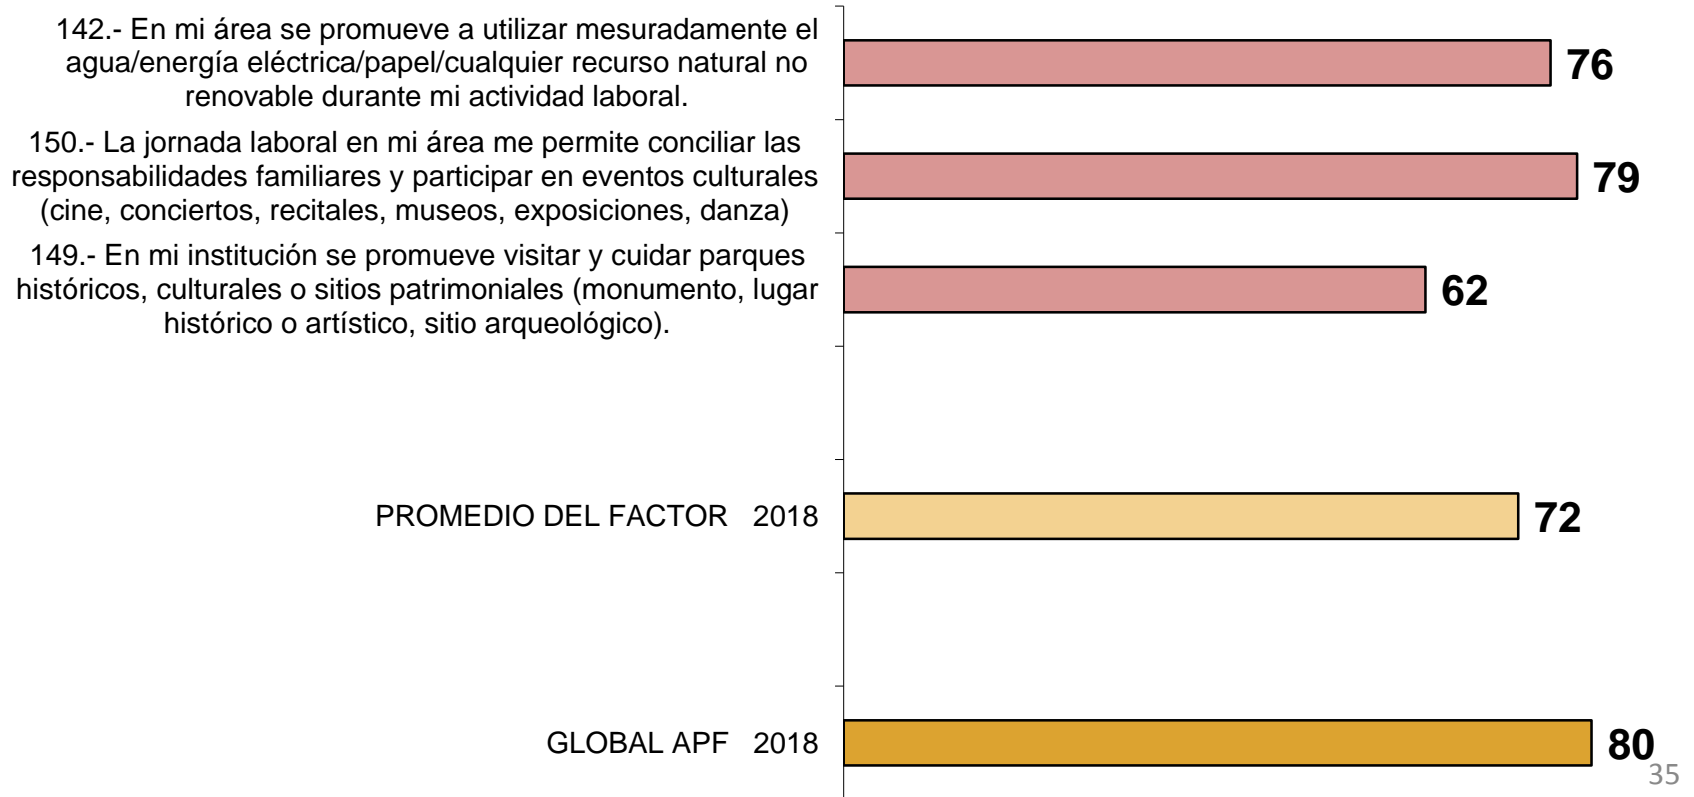 142.- En mi área se promueve a utilizar mesuradamente el
agua/energía eléctrica/papel/cualquier recurso natural no
renovable durante mi actividad laboral.
76
150.- La jornada laboral en mi área me permite conciliar las
responsabilidades familiares y participar en eventos culturales
(cine, conciertos, recitales, museos, exposiciones, danza)
79
149.- En mi institución se promueve visitar y cuidar parques
históricos, culturales o sitios patrimoniales (monumento, lugar
histórico o artístico, sitio arqueológico).
62
PROMEDIO DEL FACTOR 2018
72
GLOBAL APF 2018
80
35